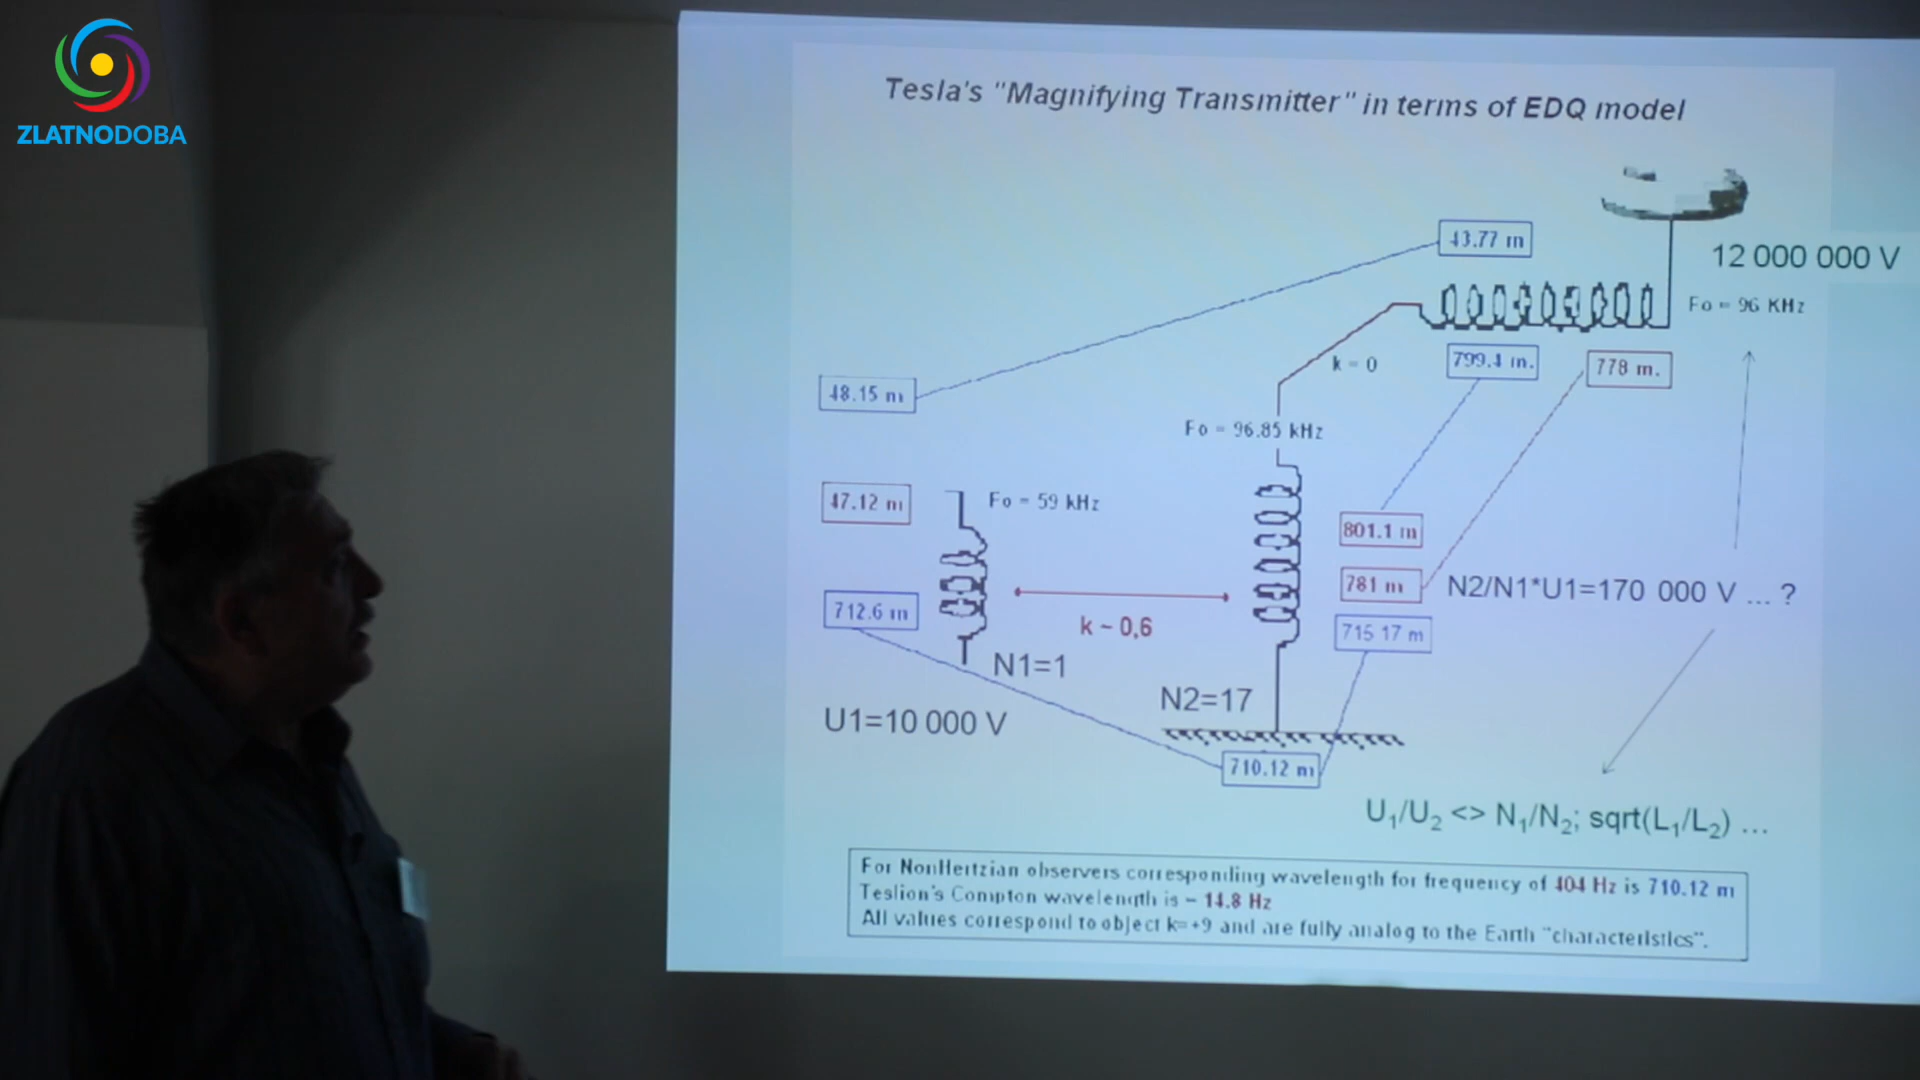 ZLATNODOBA
Tesla's "Magnifying Transmitter" in terms of EDQ model
43.77 m
12 000 000 V
Fo = 96 KHz
k = 0
799.4 m.
778 m.
48.15 m
Fo = 96.85 kHz
47.12 m
Fo = 59 kHz
801.1 m
781 m
N2/N1*U1=170 000 V ... ?
712.6 m
k ~ 0,6
715 17 m
N1=1
N2=17
U1=10 000 V
710.12 m
U1/U2 <> N1/N2; sqrt(L1/L2) ...
For NonHertzian observers corresponding wavelength for frequency of 404 Hz is 710.12 m
Teslion's Compton wavelength is ~ 14.8 Hz
All values correspond to object k=+9 and are fully analog to the Earth "characteristics".